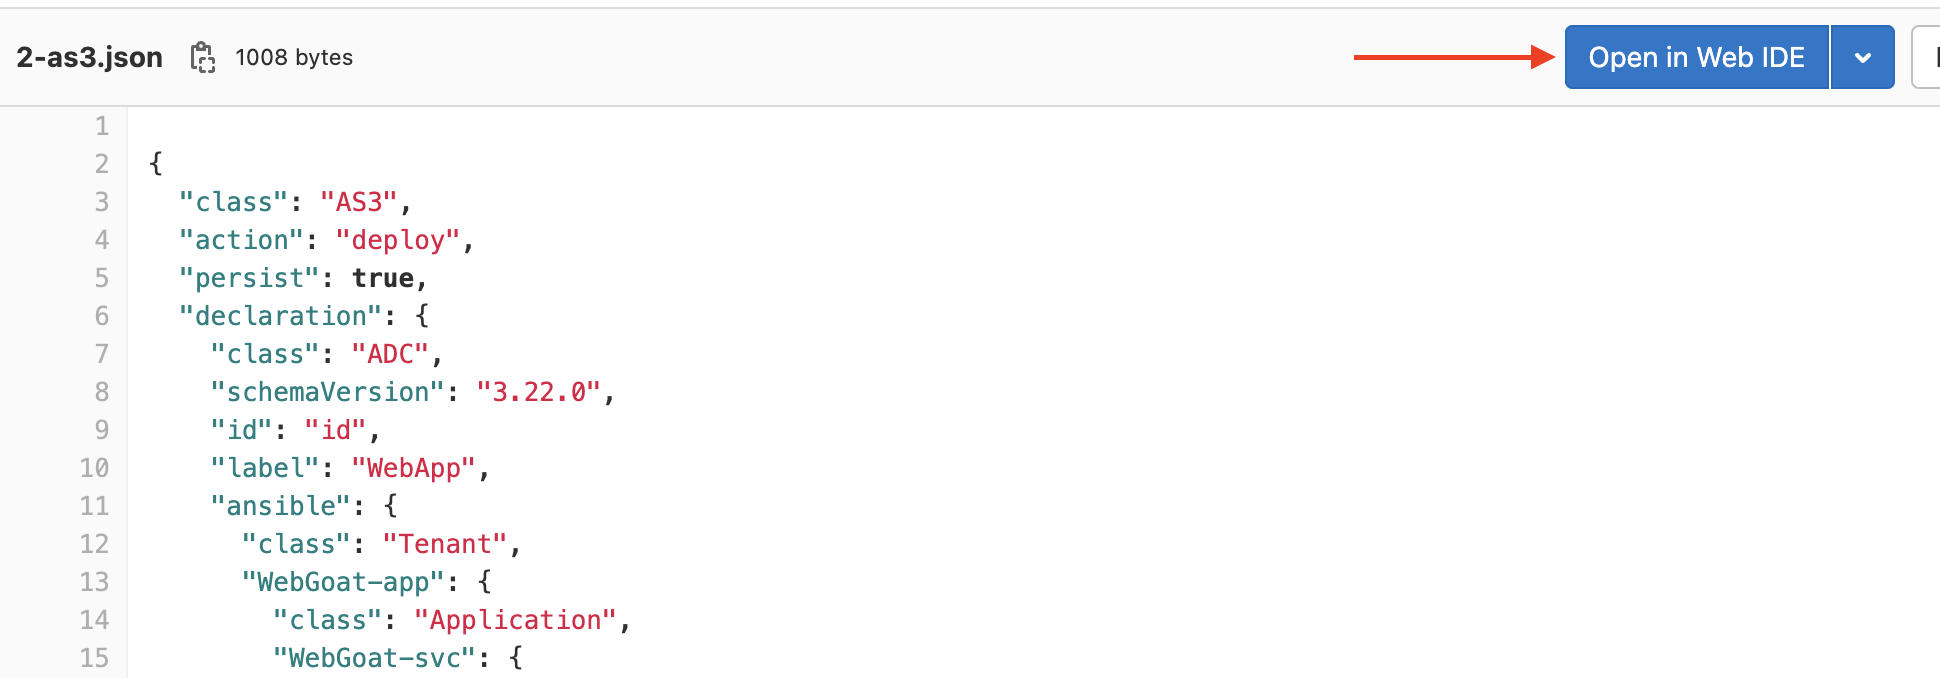 2-as3.json 1008 bytes Open in Web IDE
1
2 {
3 "class": "AS3",
4 "action": "deploy",
5 "persist": true,
6 "declaration": {
7 "class": "ADC",
8 "schemaVersion": "3.22.0",
9 "id": "id",
10 "label": "WebApp",
11 "ansible": {
12 "class": "Tenant",
13 "WebGoat-app": {
14 "class": "Application",
15 "WebGoat-svc": {